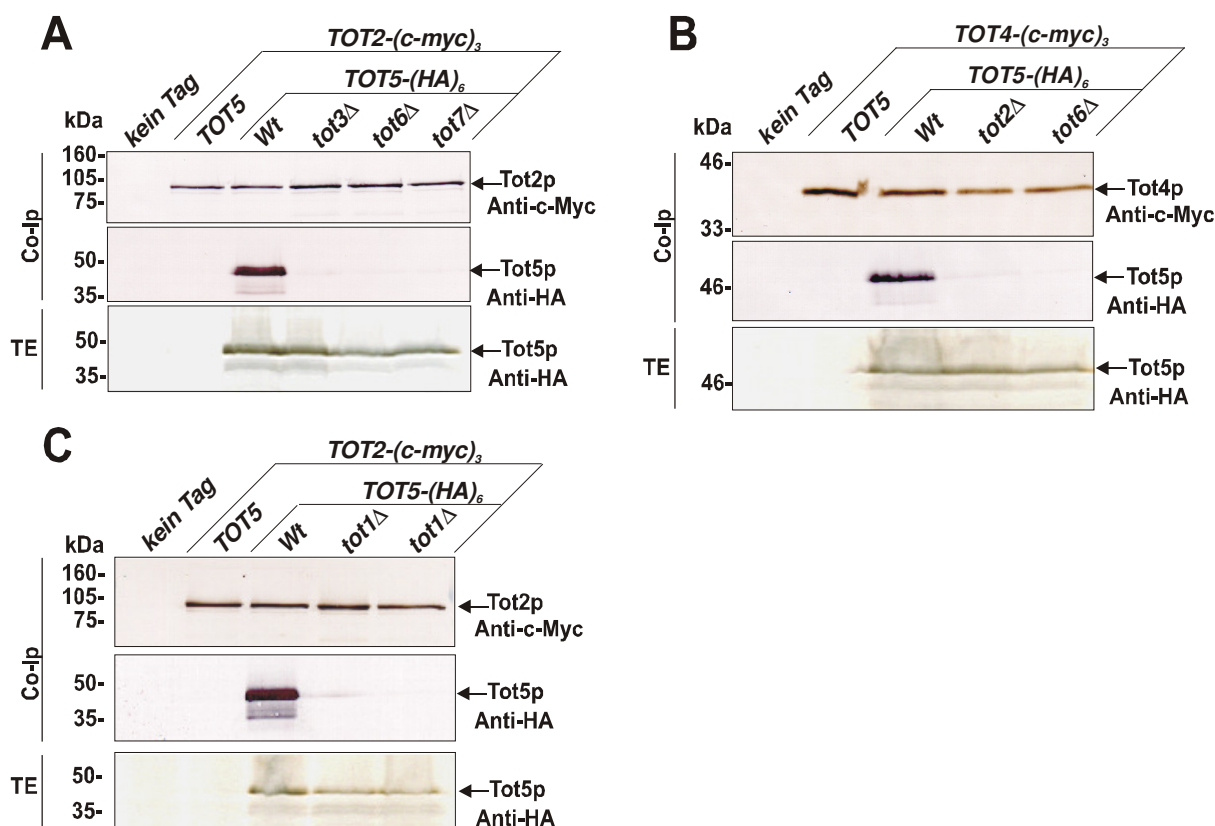 A
TOT2-(c-myc)₃
TOT5-(HA)₆
kDa
kein Tag
TOT5
Wt
tot3Δ
tot6Δ
tot7Δ
160-
105-
75-
Tot2p
Anti-c-Myc
Co-Ip
50-
35-
Tot5p
Anti-HA
TE
50-
35-
Tot5p
Anti-HA
B
TOT4-(c-myc)₃
TOT5-(HA)₆
kDa
kein Tag
TOT5
Wt
tot2Δ
tot6Δ
46-
33-
Tot4p
Anti-c-Myc
Co-Ip
46-
Tot5p
Anti-HA
TE
46-
Tot5p
Anti-HA
C
TOT2-(c-myc)₃
TOT5-(HA)₆
kDa
kein Tag
TOT5
Wt
tot1Δ
tot1Δ
160-
105-
75-
Tot2p
Anti-c-Myc
Co-Ip
50-
35-
Tot5p
Anti-HA
TE
50-
35-
Tot5p
Anti-HA